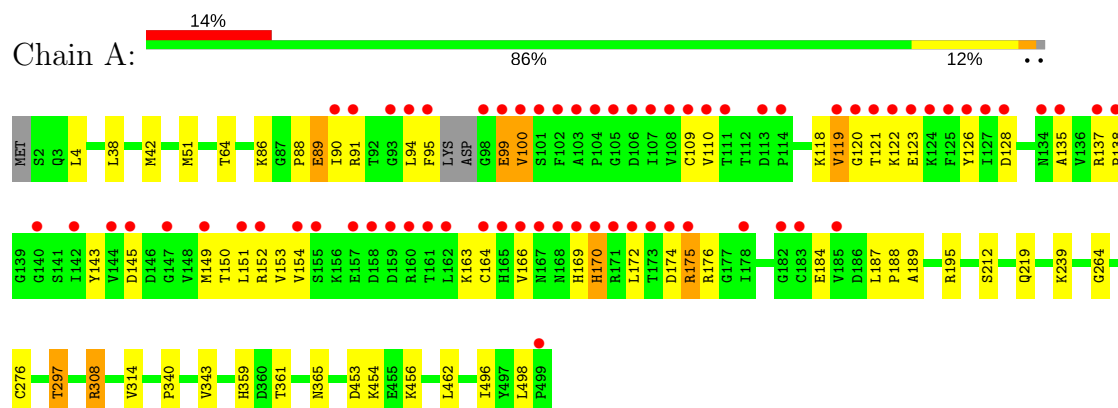 14%
Chain A:
86% 12% • •
MET S2 Q3 L4 L38 M42 M51 T64 K86 G87 P88 E89 I90 R91 T92 G93 L94 F95 LYS ASP G98 E99 V100 S101 F102 A103 P104 G105 D106 I107 V108 C109 V110 T111 T112 D113 P114 K118 V119 G120 T121 K122 E123 K124 F125 Y126 I127 D128 N134 A135 V136 R137
G139 G140 S141 I142 Y143 V144 D145 D146 G147 V148 M149 T150 L151 R152 V153 V154 S155 K156 E157 D158 D159 R160 T161 L162 K163 C164 H165 V166 N167 N168 H169 H170 R171 L172 T173 D174 R175 R176 G177 I178 G182 C183 E184 V185 D186 L187 P188 A189 R195 S212 Q219 K239 G264
C276 T297 R308 V314 P340 V343 H359 D360 T361 N365 D453 K454 E455 K456 L462 I496 Y497 L498 P499